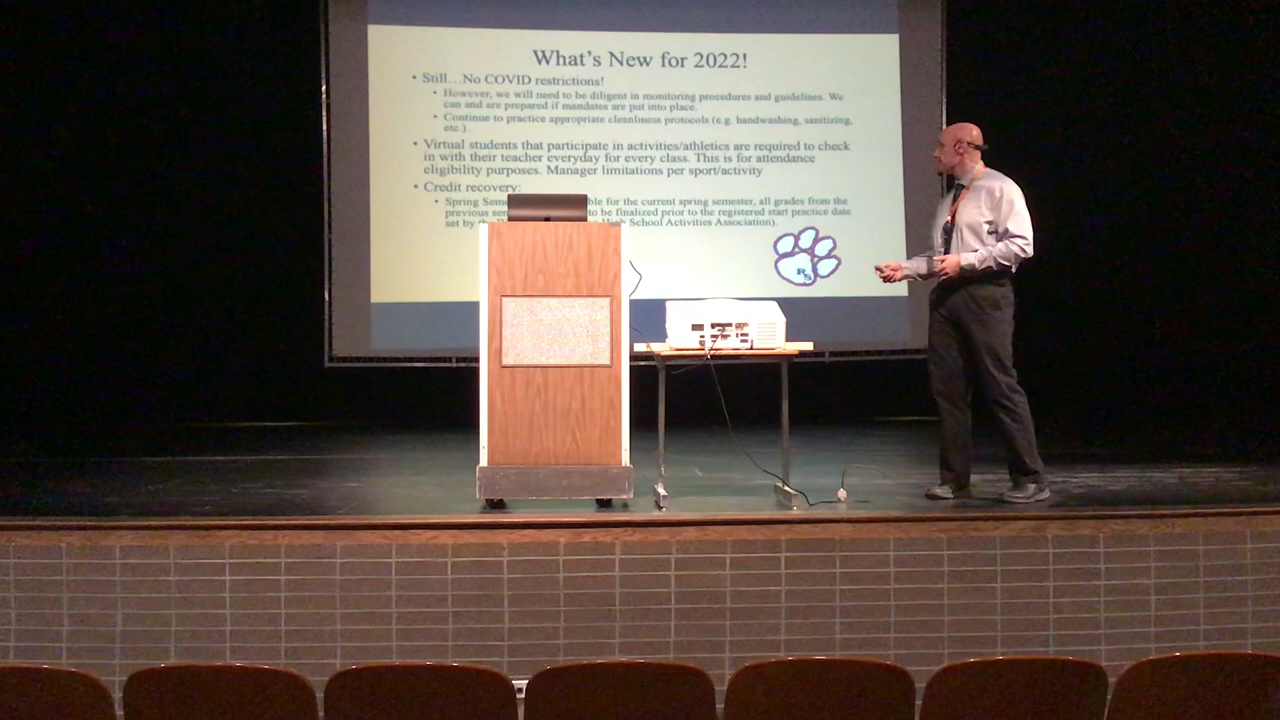 What's New for 2022!
• Still…No COVID restrictions!
• However, we will need to be diligent in monitoring procedures and guidelines. We
can and are prepared if mandates are put into place.
• Continue to practice appropriate cleanliness protocols (e.g. handwashing, sanitizing,
etc.)
• Virtual students that participate in activities/athletics are required to check
in with their teacher everyday for every class. This is for attendance
eligibility purposes. Manager limitations per sport/activity
• Credit recovery:
• Spring ble for the current spring semester, all grades from the
previous to be finalized prior to the registered start practice date
set by High School Activities Association).
RS